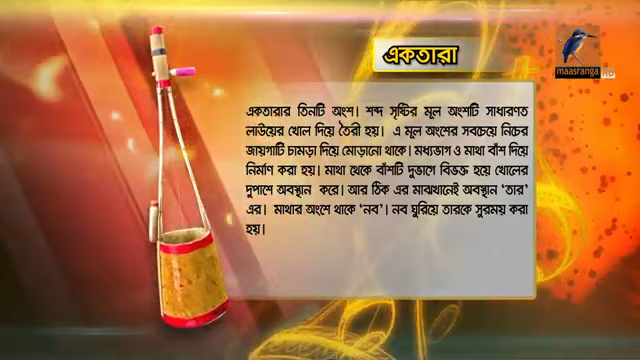 একতারা
maasranga
একতারার তিনটি অংশ। শব্দ সৃষ্টির মূল অংশটি সাধারণত
লাউয়ের খোল দিয়ে তৈরী হয়। এ মূল অংশের সবচেয়ে নিচের
জায়গাটি চামড়া দিয়ে মোড়ানো থাকে। মধ্যভাগ ও মাথা বাঁশ দিয়ে
নির্মাণ করা হয়। মাথা থেকে বাঁশটি দুভাগে বিভক্ত হয়ে খোলের
দুপাশে অবস্থান করে। আর ঠিক এর মাঝখানেই অবস্থান ‘তার’
এর। মাথার অংশে থাকে ‘নব’। নব ঘুরিয়ে তারকে সুরময় করা
হয়।